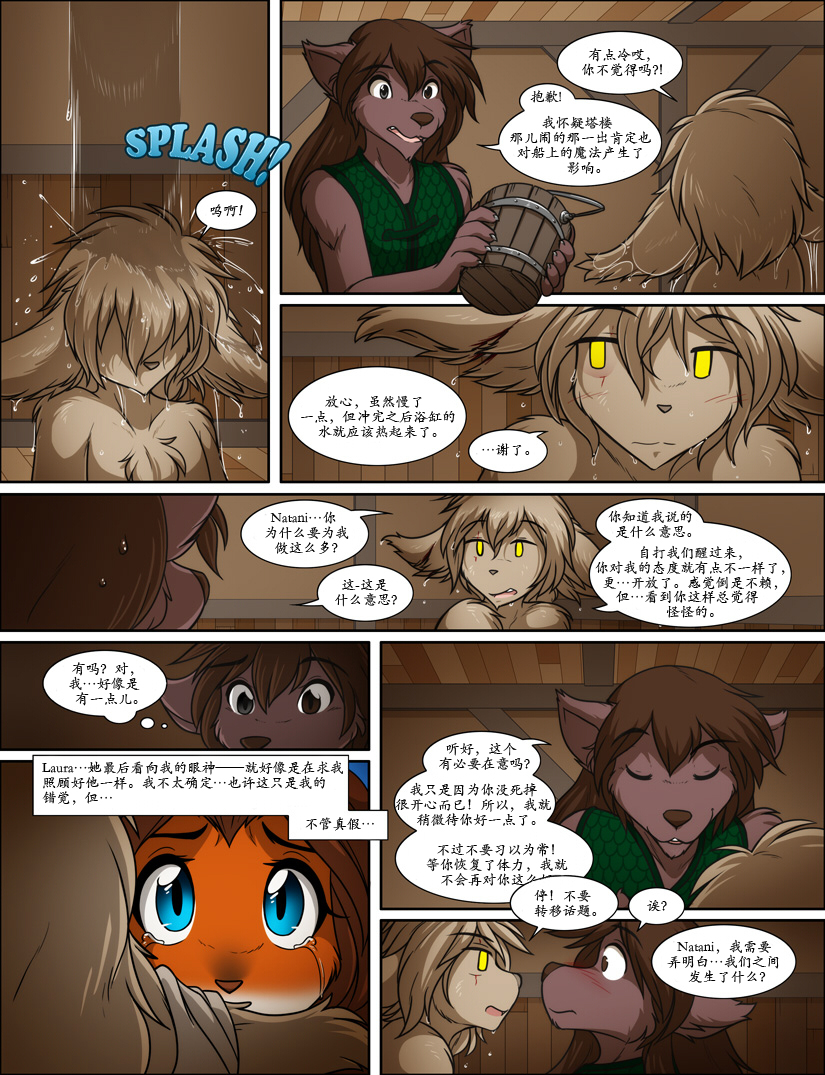 SPLASH!
呜啊!
有点冷哎,
你不觉得吗?!
抱歉!
我怀疑塔楼
那儿闹的那一出肯定也
对船上的魔法产生了
影响。
放心，虽然慢了
一点，但冲完之后浴缸的
水就应该热起来了。
…谢了。
Natani…你
为什么要为我
做这么多?
这-这是
什么意思?
你知道我说的
是什么意思。
自打我们醒过来，
你对我的态度就有点不一样了，
更…开放了。感觉倒是不赖，
但…看到你这样总觉得
怪怪的。
有吗? 对，
我…好像是
有一点儿。
Laura…她最后看向我的眼神——就好像是在求我
照顾好他一样。我不太确定…也许这只是我的
错觉，但…
不管真假…
听好，这个
有必要在意吗?
我只是因为你没死掉
很开心而已! 所以，我就
稍微待你好一点了。
不过不要习以为常!
等你恢复了体力，我就
不会再对你这么
停! 不要
转移话题。
诶?
Natani，我需要
弄明白…我们之间
发生了什么?